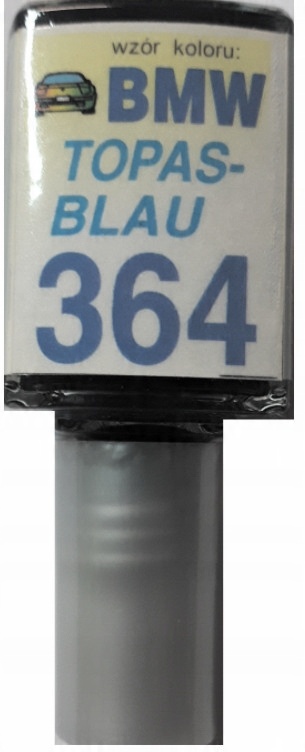 wzór koloru:
BMW
TOPAS-
BLAU
364